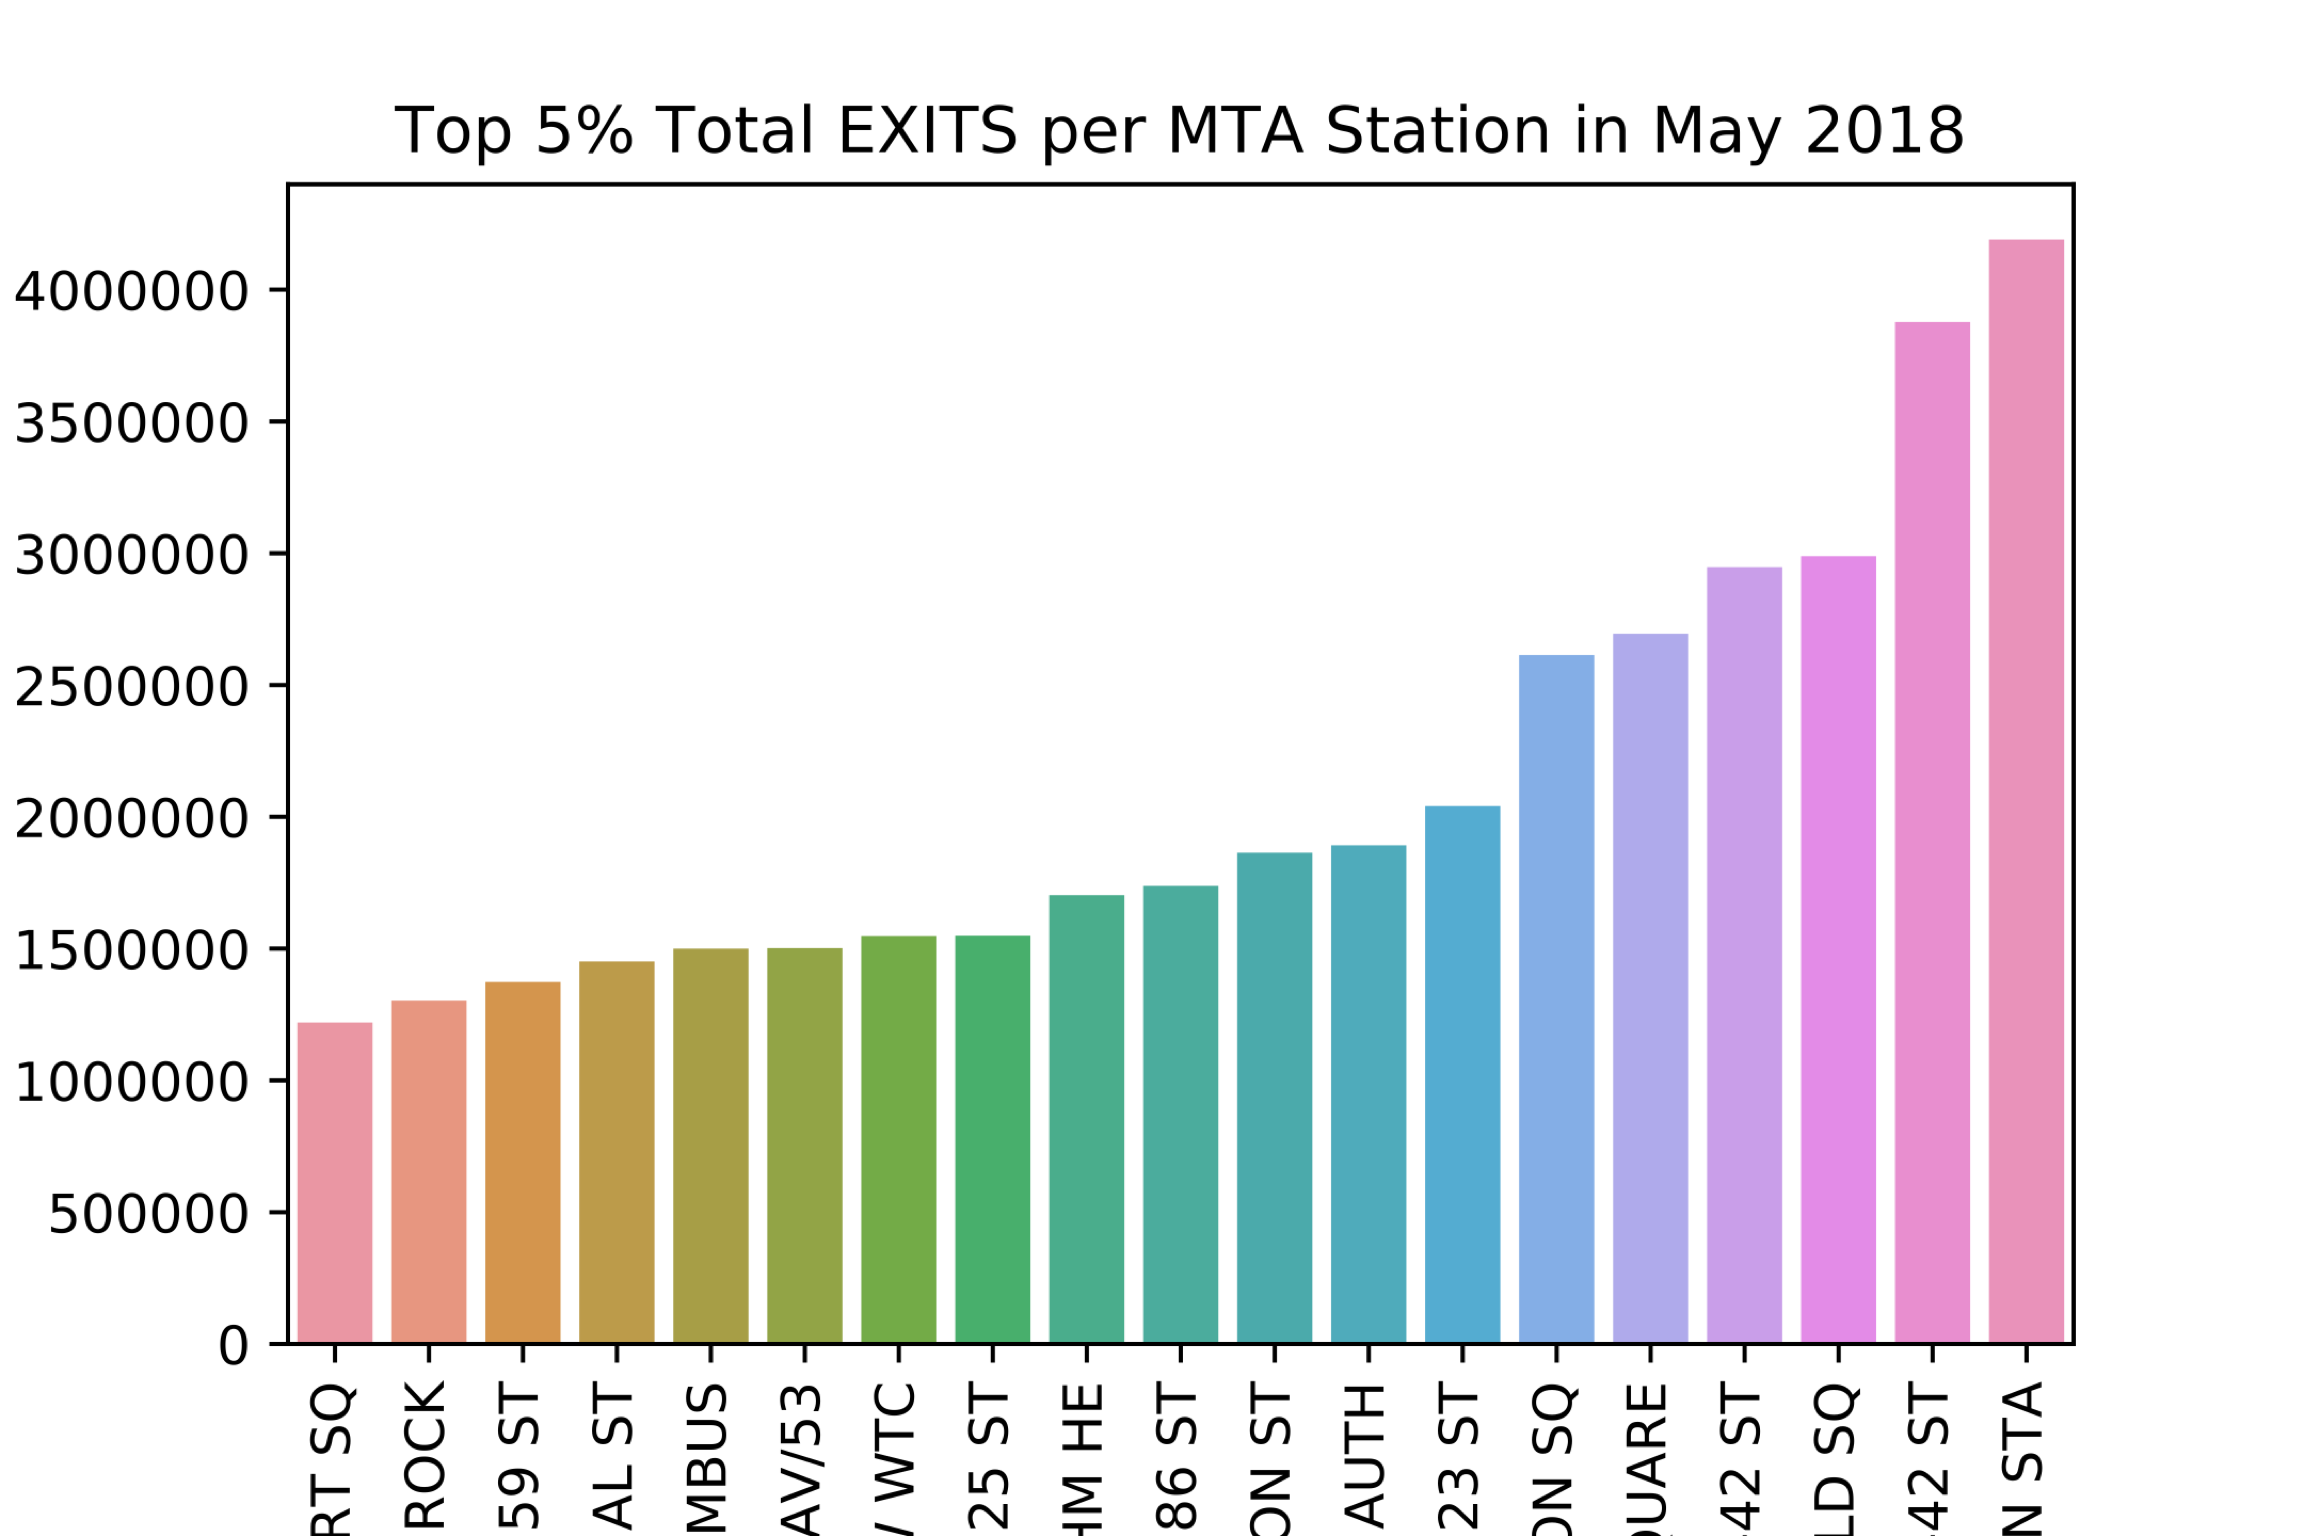 Top 5% Total EXITS per MTA Station in May 2018
4000000
3500000
3000000
2500000
2000000
1500000
1000000
500000
0
RT SQ
ROCK
59 ST
AL ST
MBUS
AV/53
/ WTC
25 ST
HM HE
86 ST
ON ST
AUTH
23 ST
ON SQ
QUARE
42 ST
LD SQ
42 ST
N STA